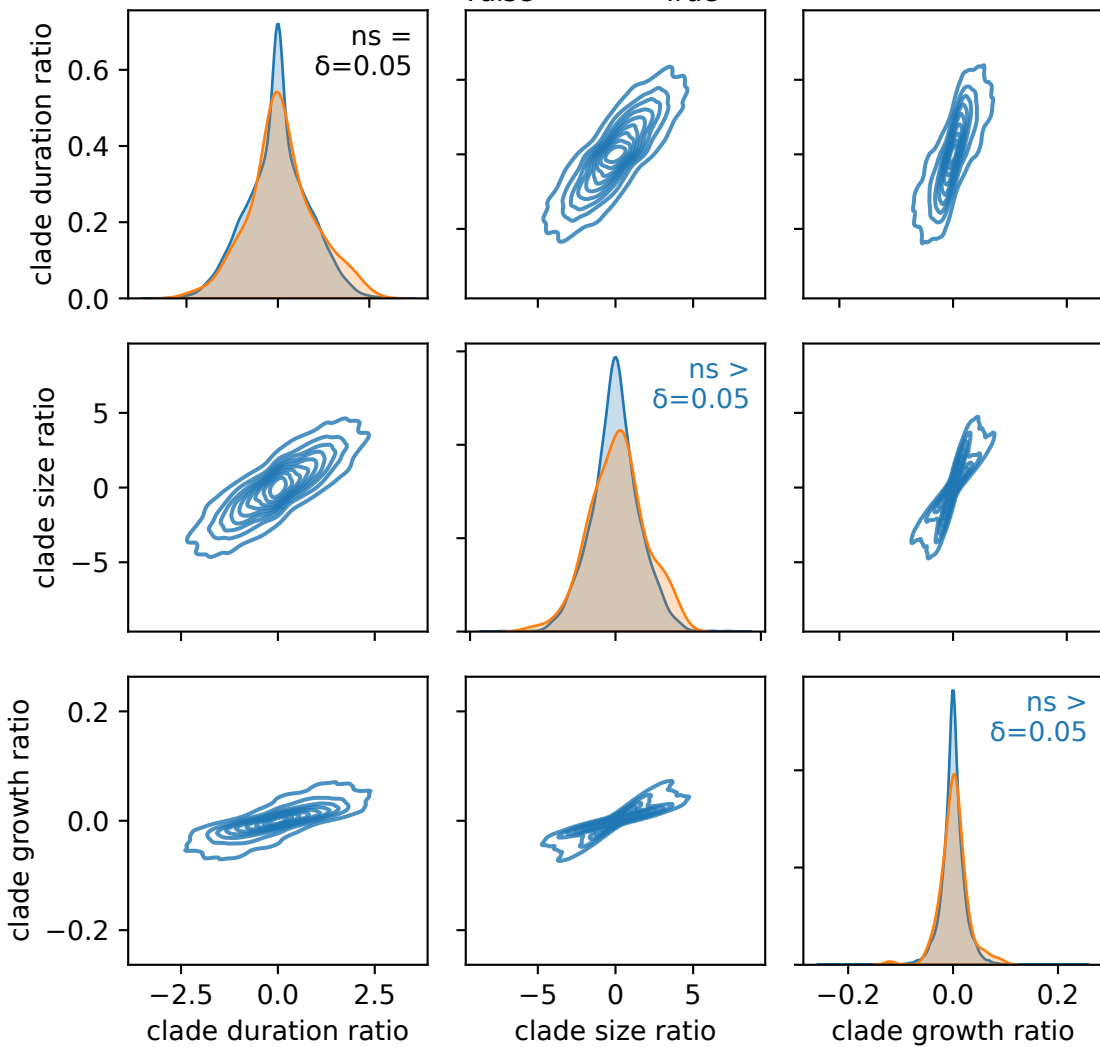 clade duration ratio
0.6
0.4
0.2
0.0
ns =
δ=0.05
clade size ratio
5
0
−5
ns >
δ=0.05
clade growth ratio
0.2
0.0
−0.2
ns >
δ=0.05
−2.5 0.0 2.5
−5 0 5
−0.2 0.0 0.2
clade duration ratio
clade size ratio
clade growth ratio